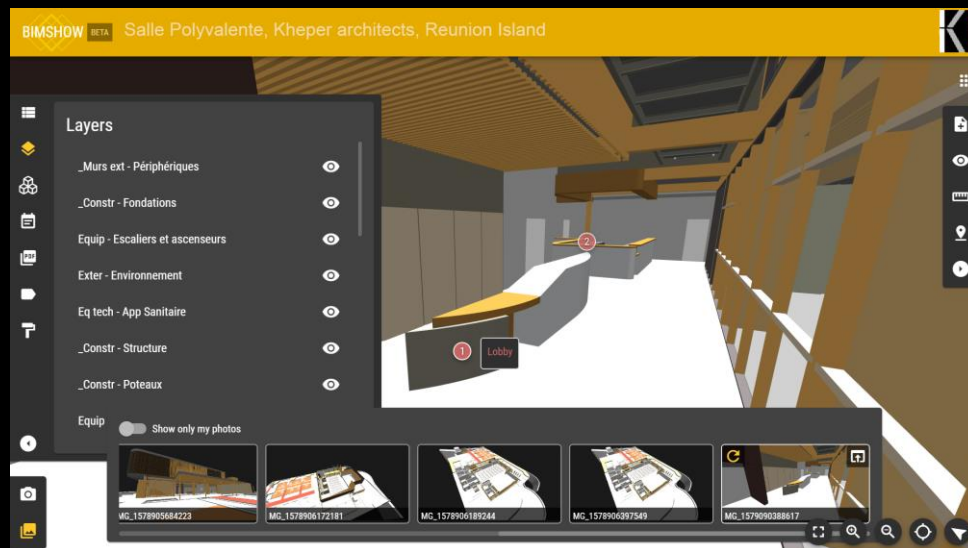 BIMSHOW BETA Salle Polyvalente, Kheper architects, Reunion Island
K
Layers
_Murs ext - Périphériques
_Constr - Fondations
Equip - Escaliers et ascenseurs
Exter - Environnement
Eq tech - App Sanitaire
_Constr - Structure
_Constr - Poteaux
Equip
PDF
2
1 Lobby
Show only my photos
MG_1578905684223
MG_1578906172181
MG_1578906189244
MG_1578906397549
MG_1579090388617